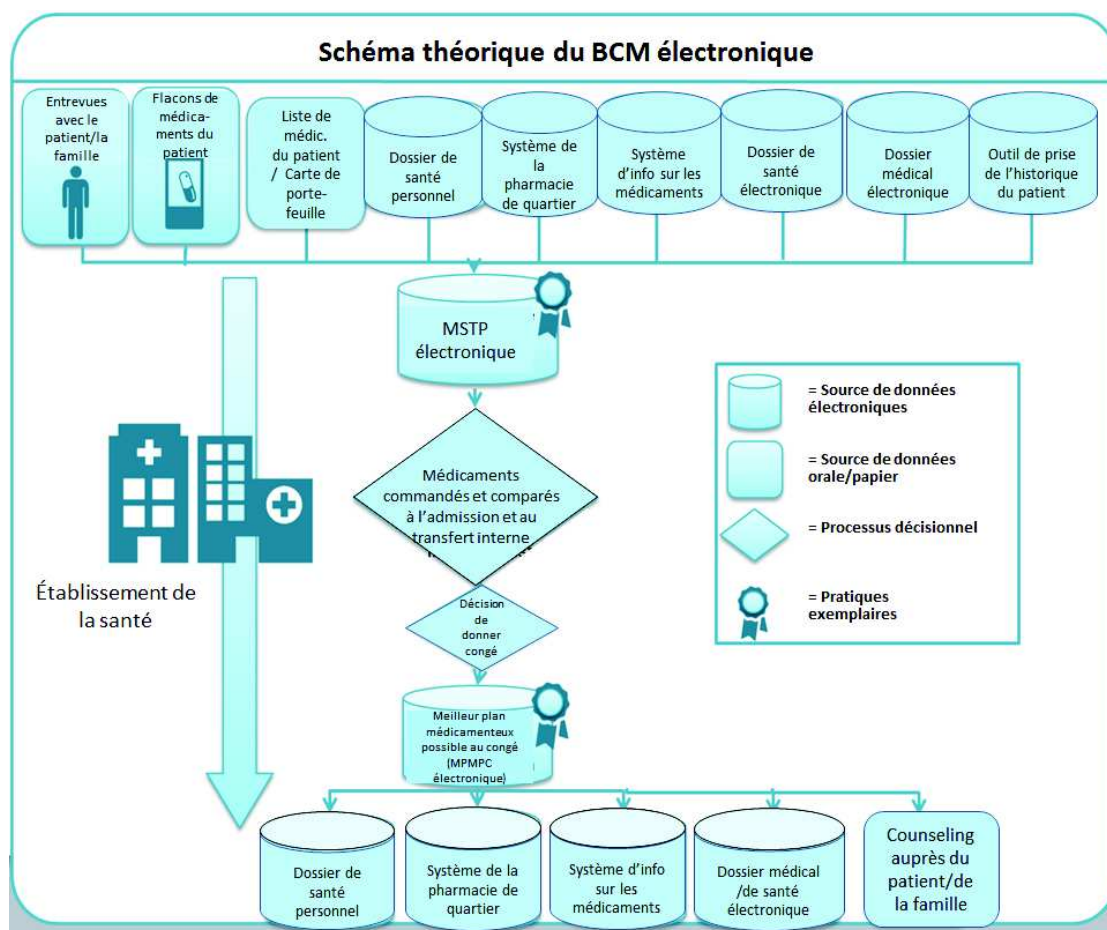 Schéma théorique du BCM électronique
Entrevues
avec le
patient/la
famille
Flacons de
médica-
ments du
patient
Liste de
médic.
du patient
/ Carte de
porte-
feuille
Dossier de
santé
personnel
Système de
la
pharmacie
de quartier
Système
d'info sur les
médicaments
Dossier de
santé
électronique
Dossier
médical
électronique
Outil de prise
de l'historique
du patient
MSTP
électronique
= Source de données
électroniques
= Source de données
orale/papier
= Processus décisionnel
= Pratiques
exemplaires
Médicaments
commandés et comparés
à l'admission et au
transfert interne
Établissement de
la santé
Décision
de
donner
congé
Meilleur plan
médicamenteux
possible au congé
(MPMPC
électronique)
Dossier de
santé
personnel
Système de la
pharmacie de
quartier
Système d'info
sur les
médicaments
Dossier médical
/de santé
électronique
Counseling
auprès du
patient/de
la famille